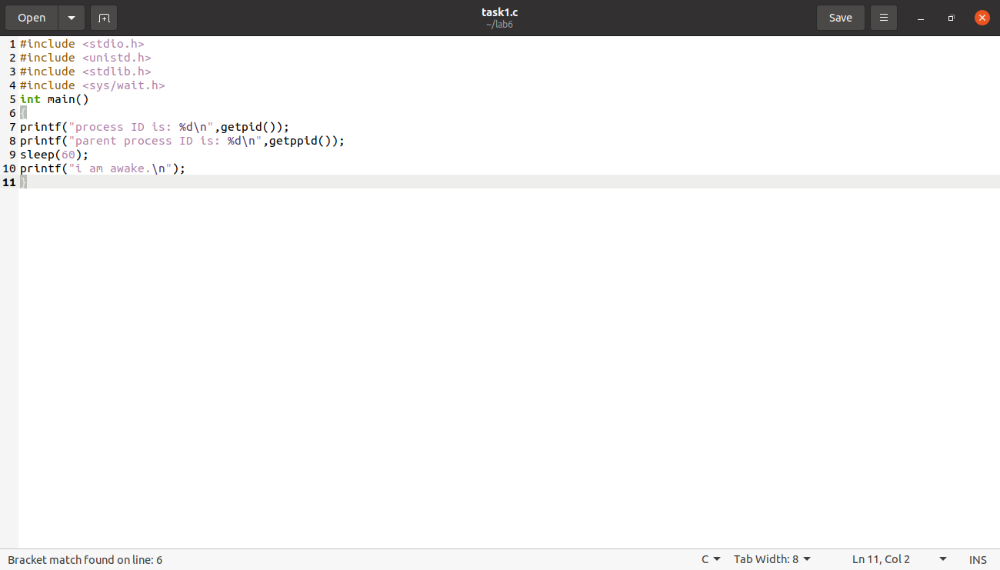 Open
task1.c
~/lab6
Save
1 #include <stdio.h>
2 #include <unistd.h>
3 #include <stdlib.h>
4 #include <sys/wait.h>
5 int main()
6 {
7 printf("process ID is: %d\n",getpid());
8 printf("parent process ID is: %d\n",getppid());
9 sleep(60);
10 printf("i am awake.\n");
11 }
Bracket match found on line: 6 C Tab Width: 8 Ln 11, Col 2 INS